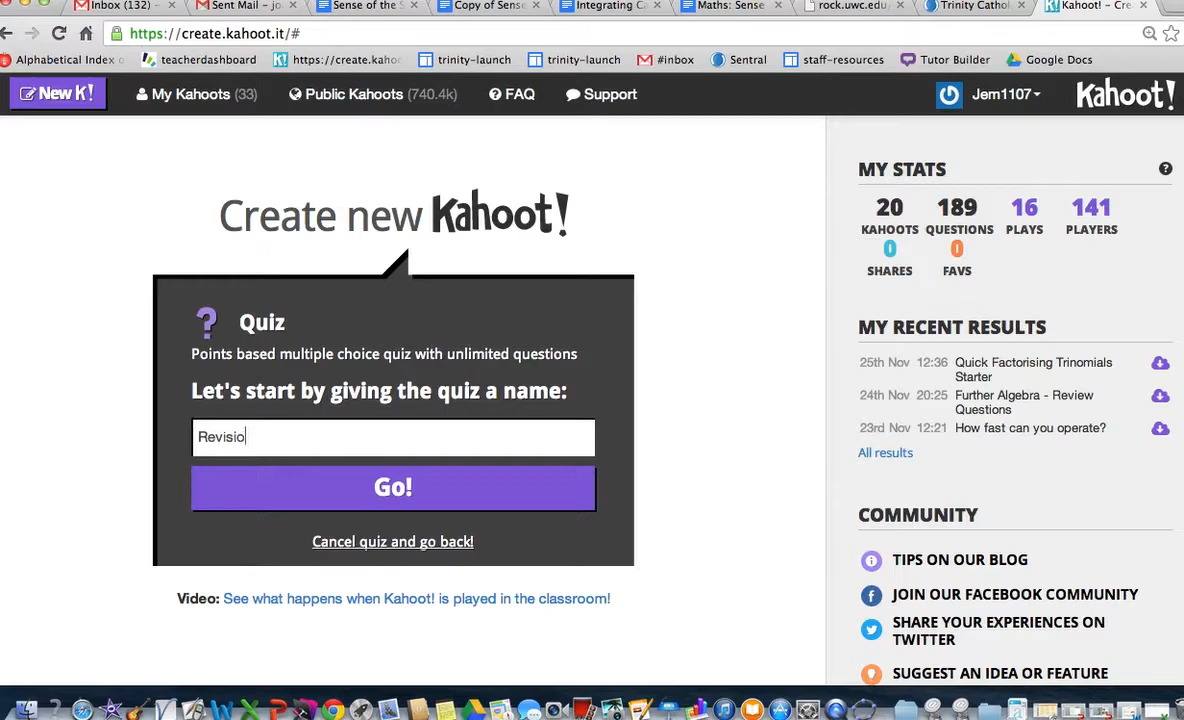 Inbox (132) -
Sent Mail – jo
Sense of the S
Copy of Sense
Integrating Ca
Maths: Sense
rock.uwc.edu/
Trinity Cathol
Kahoot! – Cre
https://create.kahoot.it/#
Alphabetical Index o
teacherdashboard
https://create.kaho
trinity-launch
trinity-launch
#inbox
Sentral
staff-resources
Tutor Builder
Google Docs
New K!
My Kahoots (33)
Public Kahoots (740.4k)
FAQ
Support
Jem1107
Kahoot!
Create new Kahoot!
? Quiz
Points based multiple choice quiz with unlimited questions
Let's start by giving the quiz a name:
Revisio
Go!
Cancel quiz and go back!
Video: See what happens when Kahoot! is played in the classroom!
MY STATS ?
20 189 16 141
KAHOOTS QUESTIONS PLAYS PLAYERS
0 0
SHARES FAVS
MY RECENT RESULTS
25th Nov 12:36 Quick Factorising Trinomials
Starter
24th Nov 20:25 Further Algebra - Review
Questions
23rd Nov 12:21 How fast can you operate?
All results
COMMUNITY
TIPS ON OUR BLOG
JOIN OUR FACEBOOK COMMUNITY
SHARE YOUR EXPERIENCES ON
TWITTER
SUGGEST AN IDEA OR FEATURE